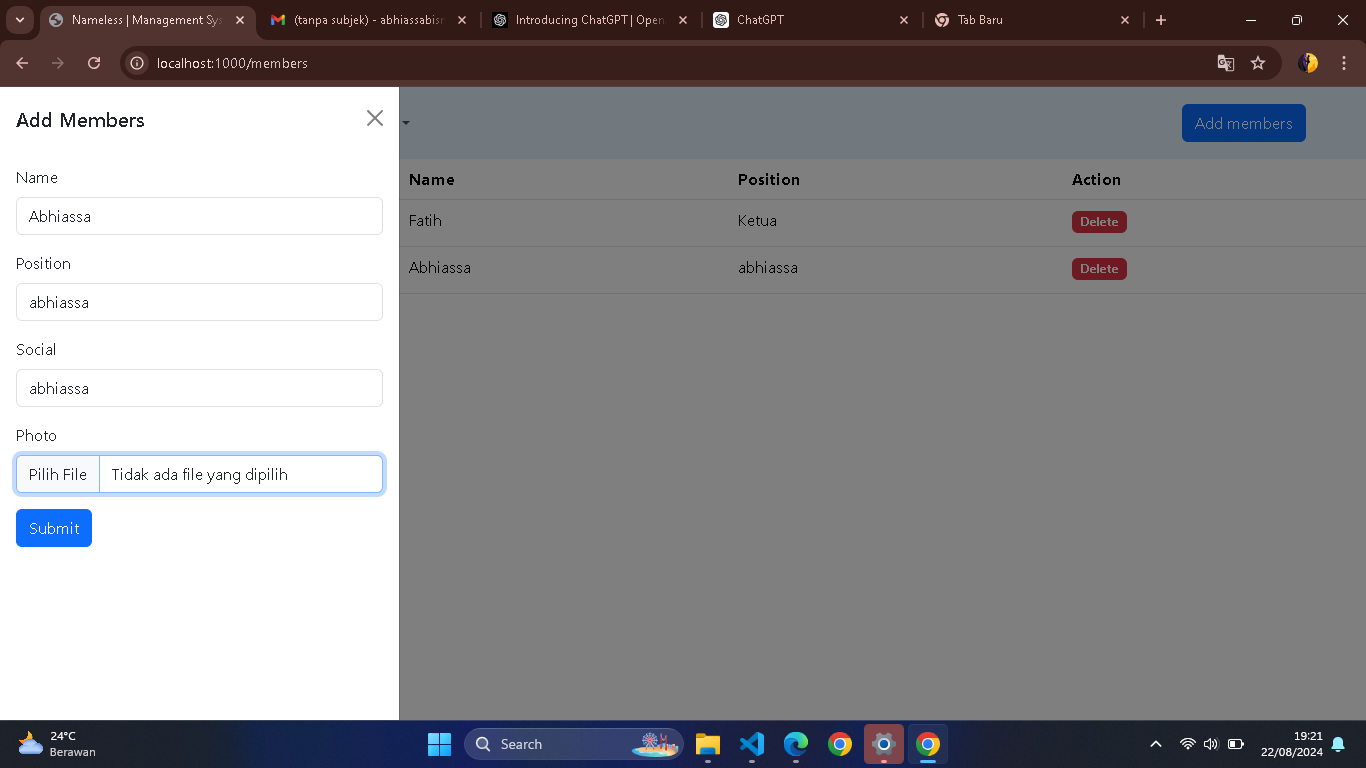 Nameless | Management Sys
(tanpa subjek) - abhiassabism
Introducing ChatGPT | Open
ChatGPT
Tab Baru
localhost:1000/members
Add Members
Name
Abhiassa
Position
abhiassa
Social
abhiassa
Photo
Pilih File
Tidak ada file yang dipilih
Submit
Add members
Name Position Action
Fatih Ketua Delete
Abhiassa abhiassa Delete
24°C
Berawan
Search
19:21
22/08/2024